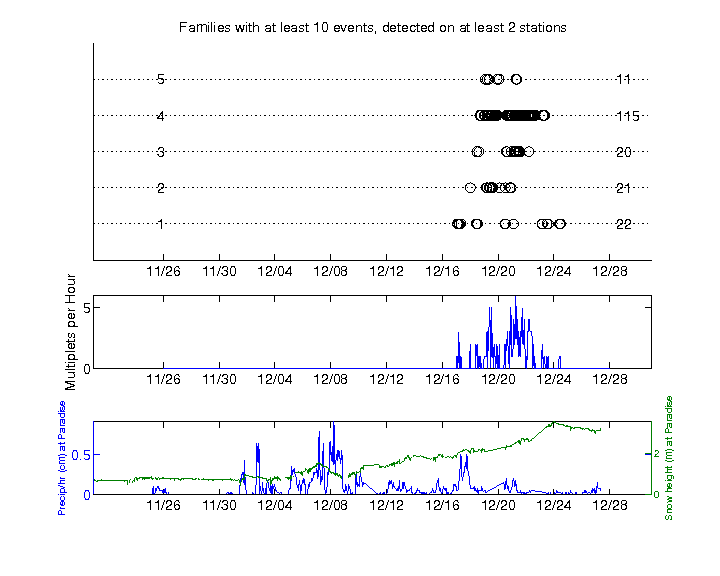 Families with at least 10 events, detected on at least 2 stations
5 11
4 115
3 20
2 21
1 22
11/26 11/30 12/04 12/08 12/12 12/16 12/20 12/24 12/28
Multiplets per Hour
5
0
11/26 11/30 12/04 12/08 12/12 12/16 12/20 12/24 12/28
Precip/hr (cm) at Paradise
0.5
0
2
0
Snow height (m) at Paradise
11/26 11/30 12/04 12/08 12/12 12/16 12/20 12/24 12/28